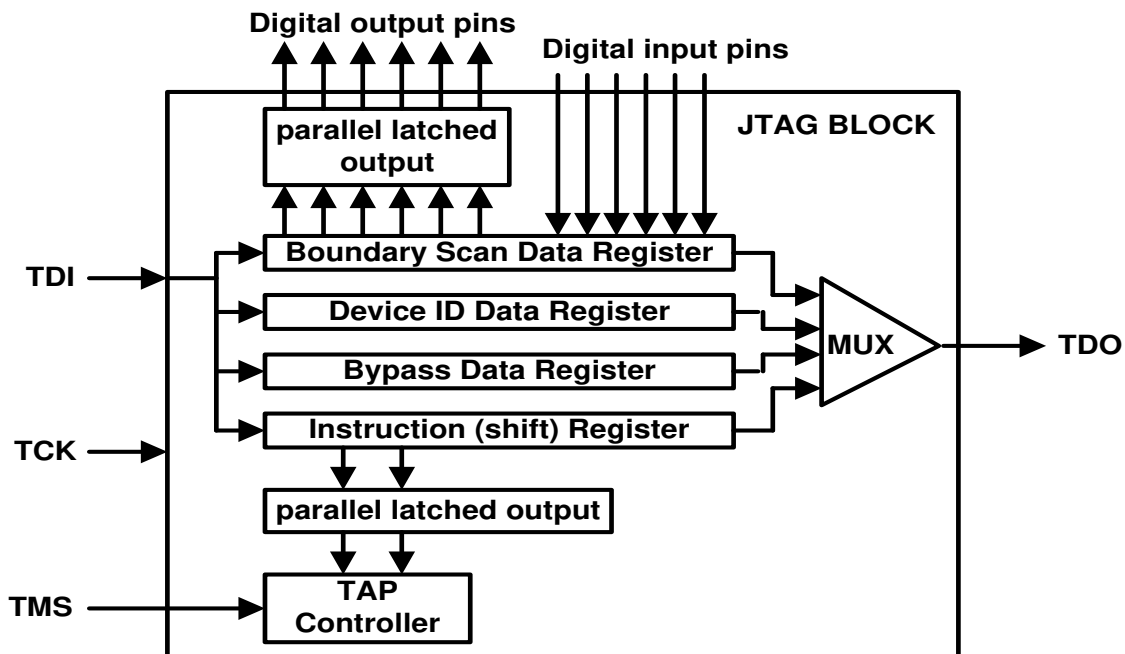 Digital output pins
Digital input pins
JTAG BLOCK
parallel latched
output
Boundary Scan Data Register
TDI
Device ID Data Register
MUX
TDO
Bypass Data Register
Instruction (shift) Register
TCK
parallel latched output
TAP
Controller
TMS